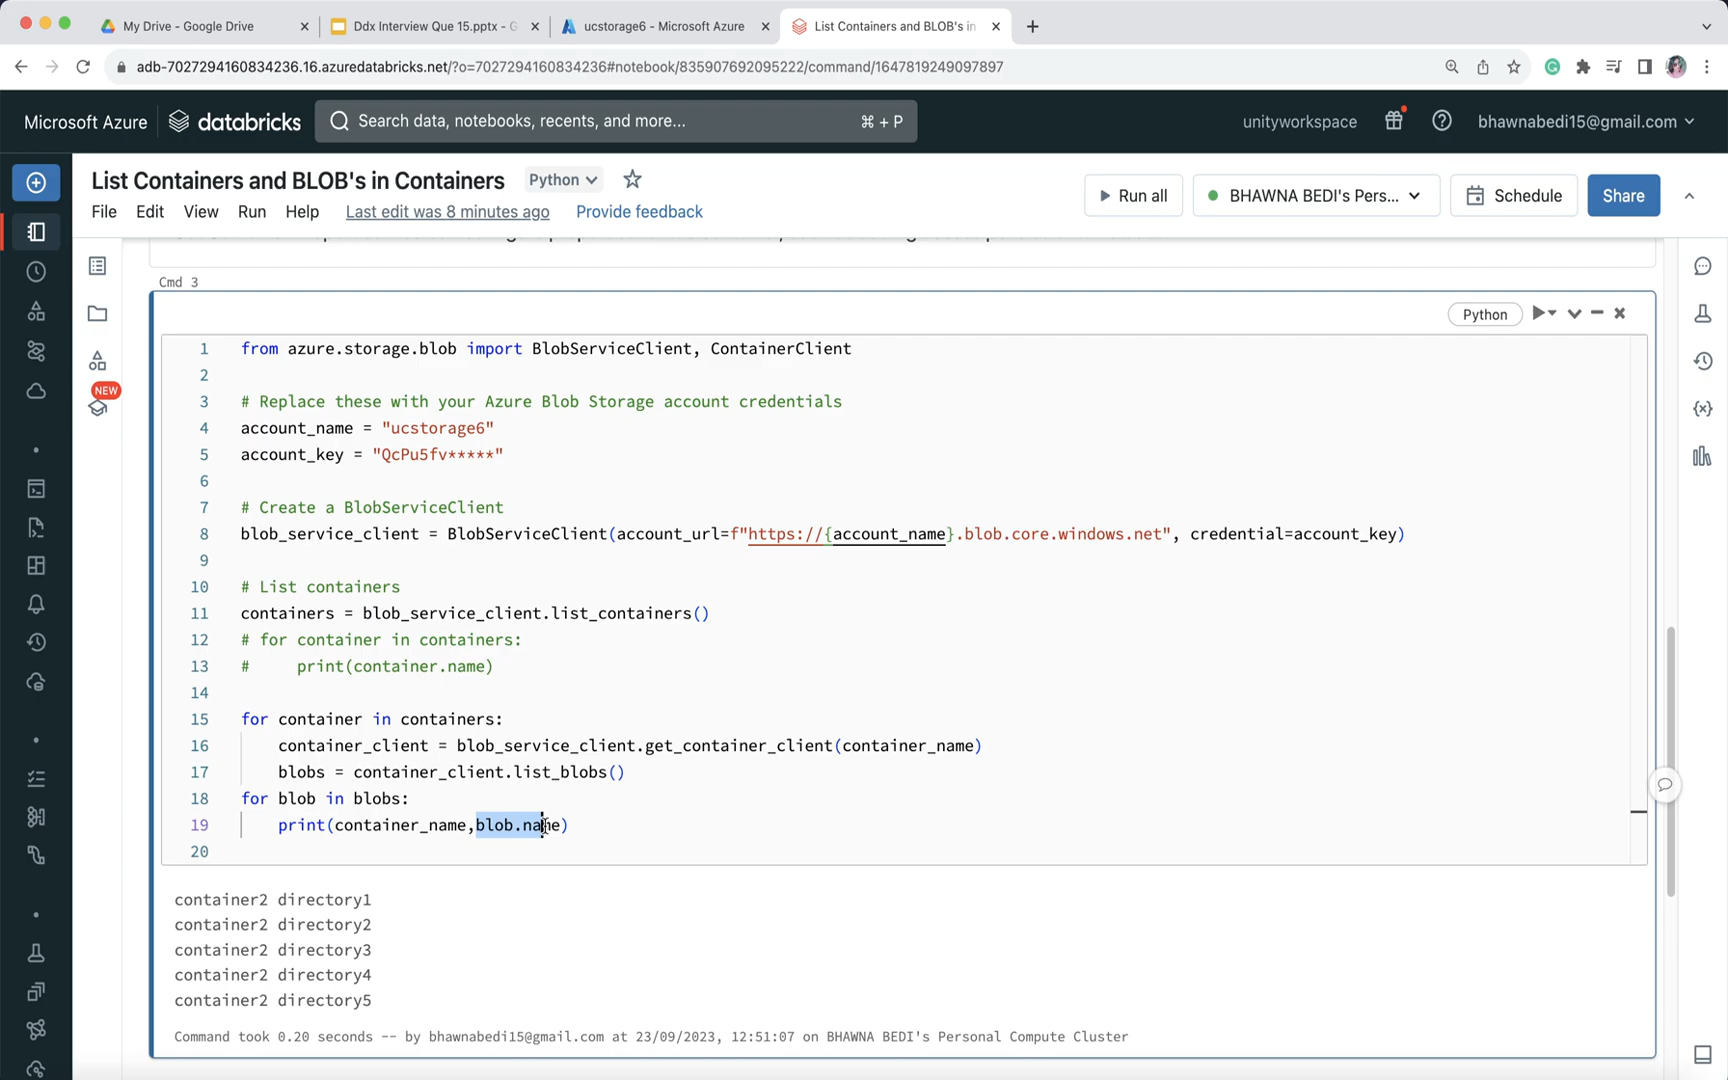 My Drive - Google Drive
Ddx Interview Que 15.pptx - G
ucstorage6 - Microsoft Azure
List Containers and BLOB's in
adb-7027294160834236.16.azuredatabricks.net/?o=7027294160834236#notebook/835907692095222/command/1647819249097897
Microsoft Azure
databricks
Search data, notebooks, recents, and more...
⌘ + P
unityworkspace
bhawnabedi15@gmail.com
List Containers and BLOB's in Containers
Python
File Edit View Run Help Last edit was 8 minutes ago Provide feedback
Run all
BHAWNA BEDI's Pers...
Schedule
Share
NEW
Cmd 3
Python
1 from azure.storage.blob import BlobServiceClient, ContainerClient
2
3 # Replace these with your Azure Blob Storage account credentials
4 account_name = "ucstorage6"
5 account_key = "QcPu5fv*****"
6
7 # Create a BlobServiceClient
8 blob_service_client = BlobServiceClient(account_url=f"https://{account_name}.blob.core.windows.net", credential=account_key)
9
10 # List containers
11 containers = blob_service_client.list_containers()
12 # for container in containers:
13 #     print(container.name)
14
15 for container in containers:
16     container_client = blob_service_client.get_container_client(container_name)
17     blobs = container_client.list_blobs()
18 for blob in blobs:
19     print(container_name,blob.name)
20
container2 directory1
container2 directory2
container2 directory3
container2 directory4
container2 directory5
Command took 0.20 seconds -- by bhawnabedi15@gmail.com at 23/09/2023, 12:51:07 on BHAWNA BEDI's Personal Compute Cluster